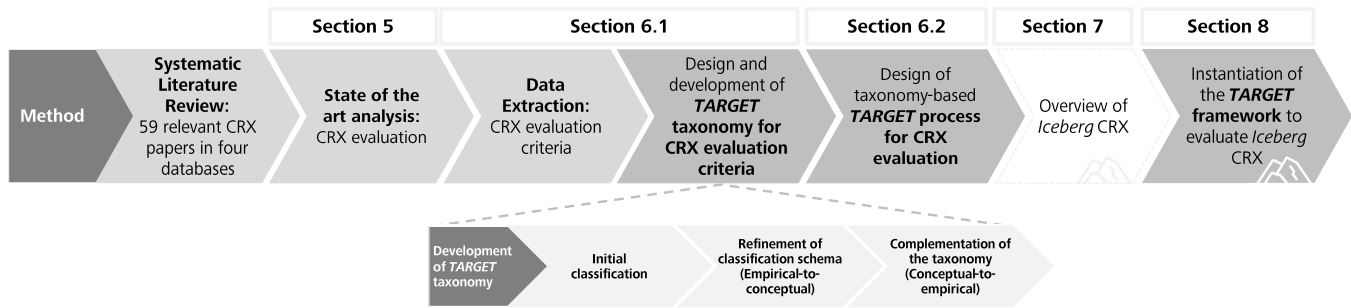 Section 5
Section 6.1
Section 6.2
Section 7
Section 8
Method
Systematic
Literature
Review:
59 relevant CRX
papers in four
databases
State of the
art analysis:
CRX evaluation
Data
Extraction:
CRX evaluation
criteria
Design and
development of
TARGET
taxonomy for
CRX evaluation
criteria
Design of
taxonomy-based
TARGET process
for CRX
evaluation
Overview of
Iceberg CRX
Instantiation of
the TARGET
framework to
evaluate Iceberg
CRX
Development
of TARGET
taxonomy
Initial
classification
Refinement of
classification schema
(Empirical-to-
conceptual)
Complementation of
the taxonomy
(Conceptual-to-
empirical)